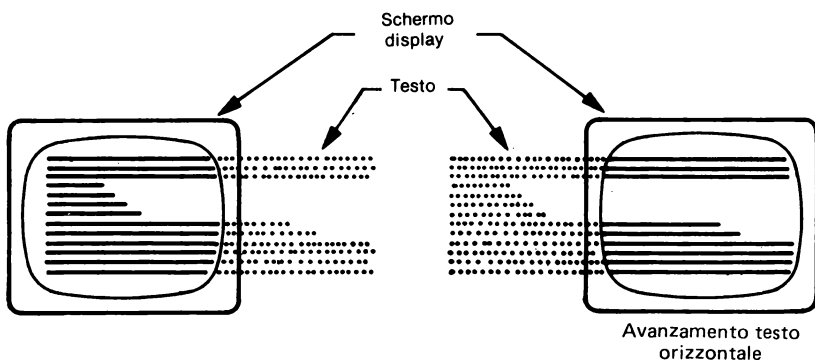 Schermo
display
Testo
Avanzamento testo
orizzontale